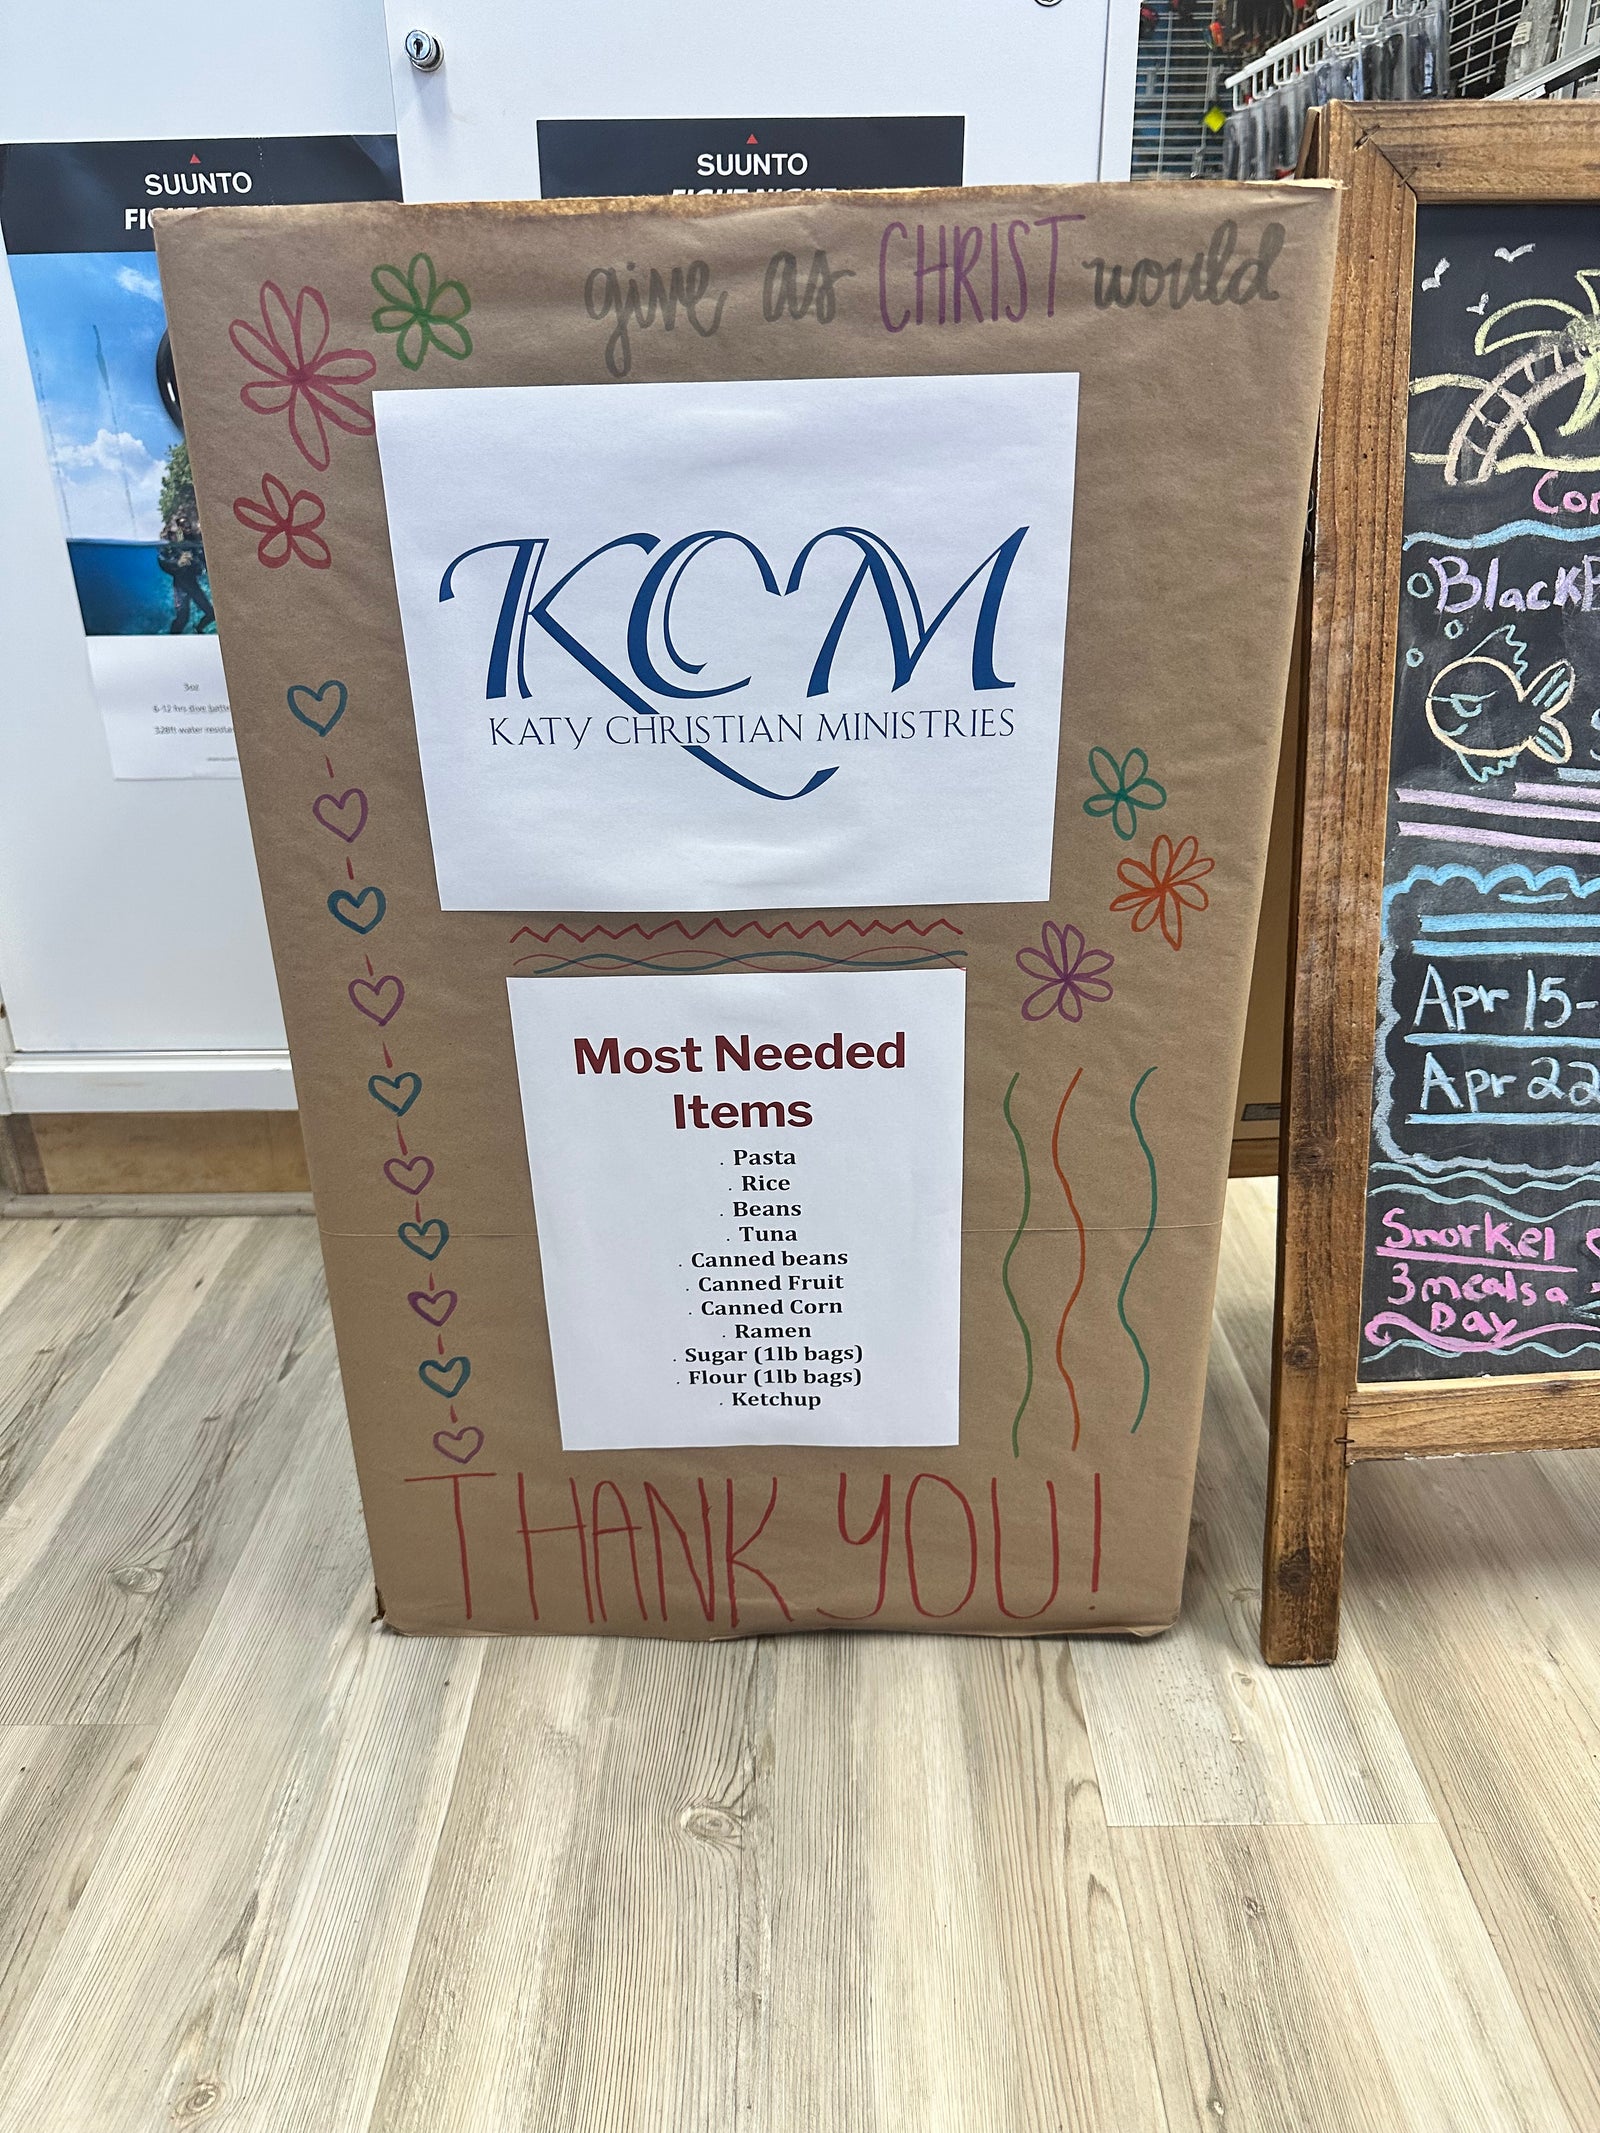 SUUNTO
SUUNTO
give as CHRIST would
KCM
KATY CHRISTIAN MINISTRIES
Most Needed
Items
. Pasta
. Rice
. Beans
. Tuna
. Canned beans
. Canned Fruit
. Canned Corn
. Ramen
. Sugar (1lb bags)
. Flour (1lb bags)
. Ketchup
THANK YOU!
3oz
Black
Apr 15-
Apr 22
Snorkel
3 meals a
Day